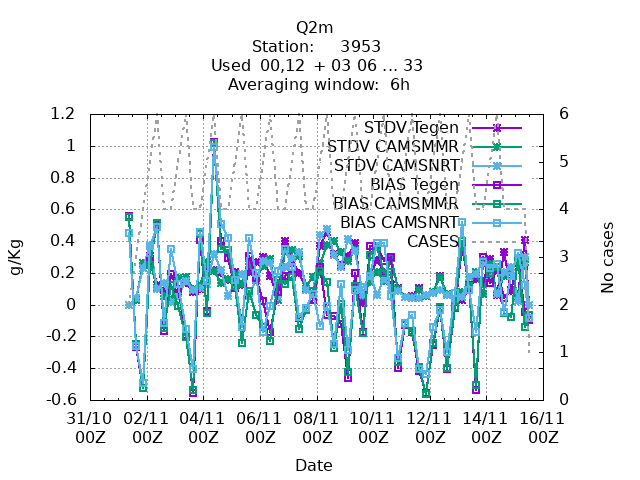 Q2m
Station: 3953
Used 00,12 + 03 06 ... 33
Averaging window: 6h
1.2
1
0.8
0.6
0.4
0.2
0
-0.2
-0.4
-0.6
g/Kg
6
5
4
3
2
1
0
No cases
STDV Tegen
STDV CAMSMMR
STDV CAMSNRT
BIAS Tegen
BIAS CAMSMMR
BIAS CAMSNRT
CASES
31/10 02/11 04/11 06/11 08/11 10/11 12/11 14/11 16/11
00Z 00Z 00Z 00Z 00Z 00Z 00Z 00Z 00Z
Date